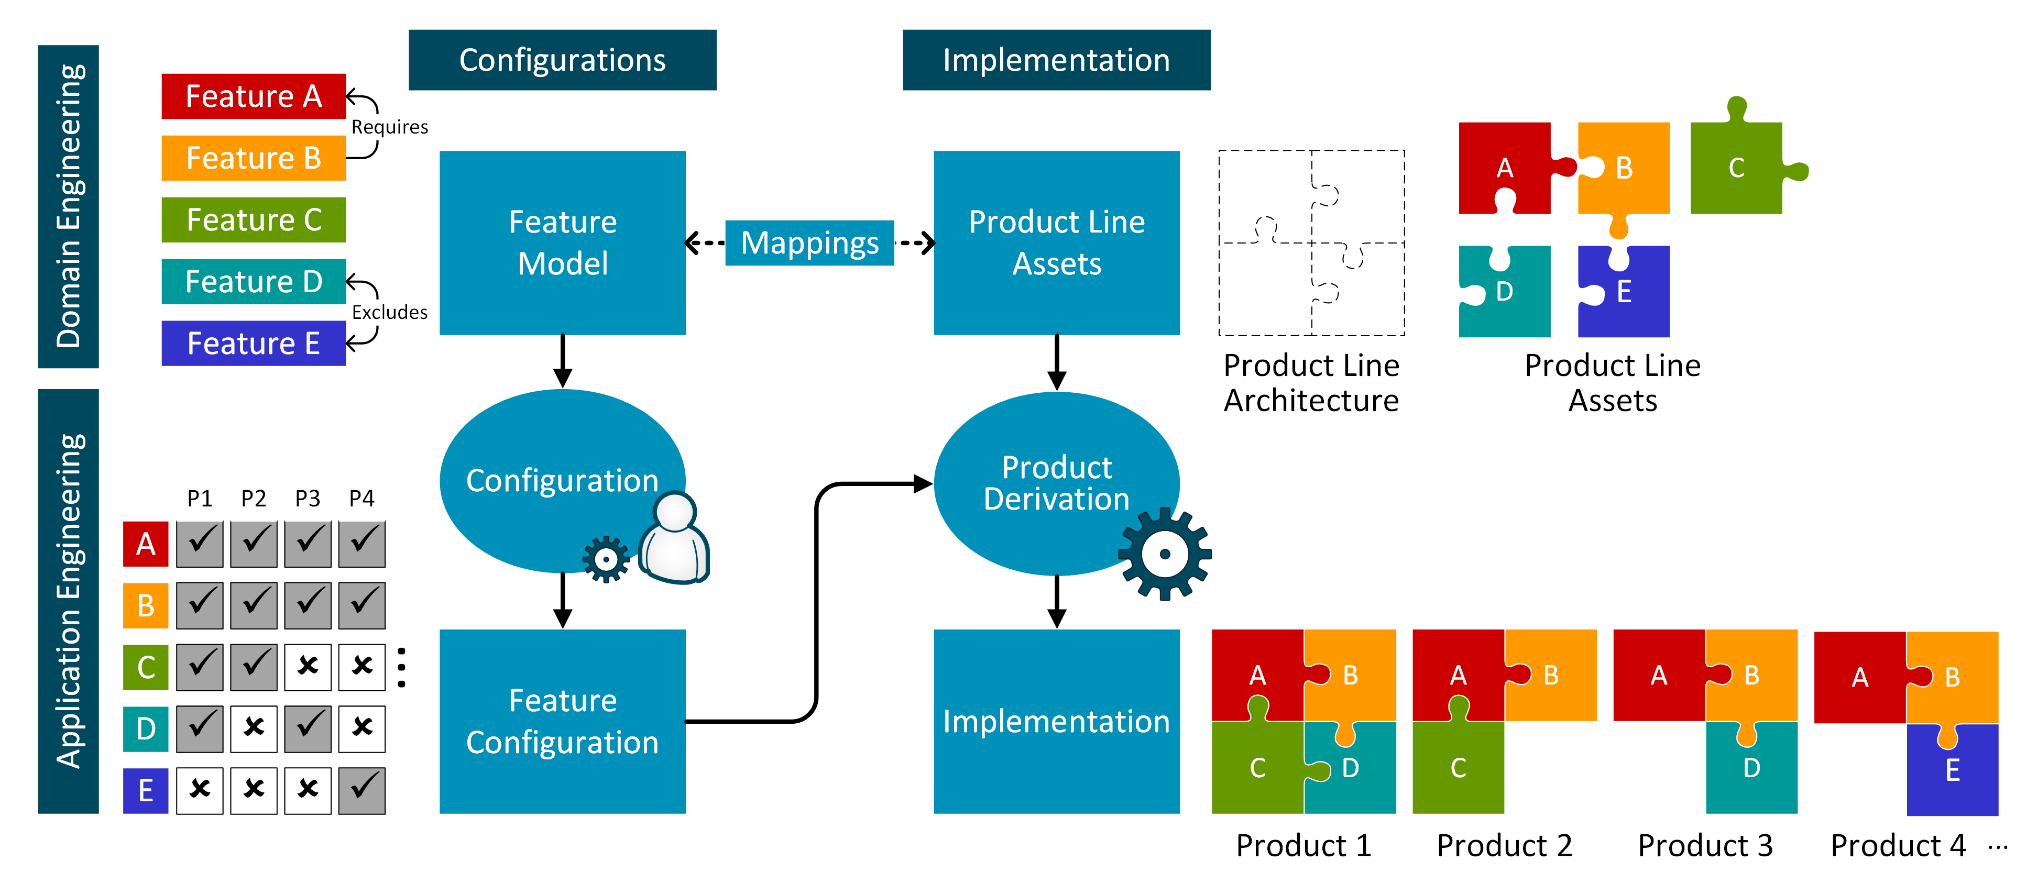 Configurations
Implementation
Domain Engineering
Feature A
Requires
Feature B
Feature C
Feature D
Excludes
Feature E
Feature
Model
Mappings
Product Line
Assets
Product Line
Architecture
A
B
C
D
E
Product Line
Assets
Application Engineering
P1 P2 P3 P4
A
B
C
D
E
Configuration
Product
Derivation
Feature
Configuration
Implementation
A B
C D
Product 1
A B
C
Product 2
A B
D
Product 3
A B
E
Product 4 ...